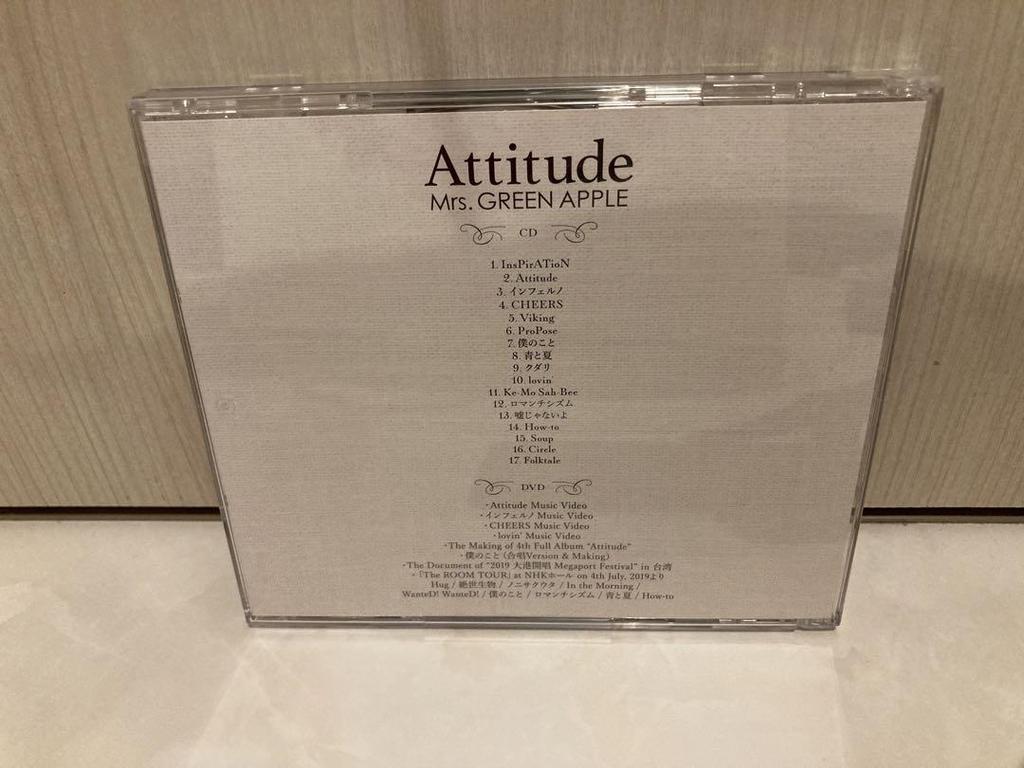 Attitude
Mrs. GREEN APPLE
CD
1. InsPirATioN
2. Attitude
3. インフェルノ
4. CHEERS
5. Viking
6. ProPose
7. 僕のこと
8. 青と夏
9. クダリ
10. lovin'
11. Ke-Mo Sah-Bee
12. ロマンチシズム
13. 嘘じゃないよ
14. How-to
15. Soup
16. Circle
17. Folktale
DVD
・Attitude Music Video
・インフェルノ Music Video
・CHEERS Music Video
・lovin' Music Video
・The Making of 4th Full Album "Attitude"
・僕のこと（合唱Version & Making）
・The Document of "2019 大港開唱 Megaport Festival" in 台湾
・「The ROOM TOUR」at NHKホール on 4th July, 2019より
Hug / 絶世生物 / ノニサクウタ / In the Morning /
WanteD! WanteD! / 僕のこと / ロマンチシズム / 青と夏 / How-to